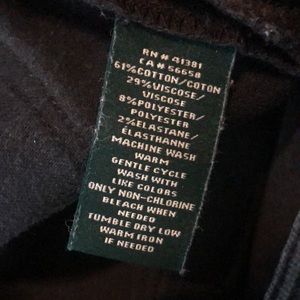 RN # 41381
CA # 56658
61%COTTON/COTON
29%VISCOSE/
VISCOSE
8%POLYESTER/
POLYESTER
2%ELASTANE/
ÉLASTHANNE
MACHINE WASH
WARM
GENTLE CYCLE
WASH WITH
LIKE COLORS
ONLY NON-CHLORINE
BLEACH WHEN
NEEDED
TUMBLE DRY LOW
WARM IRON
IF NEEDED